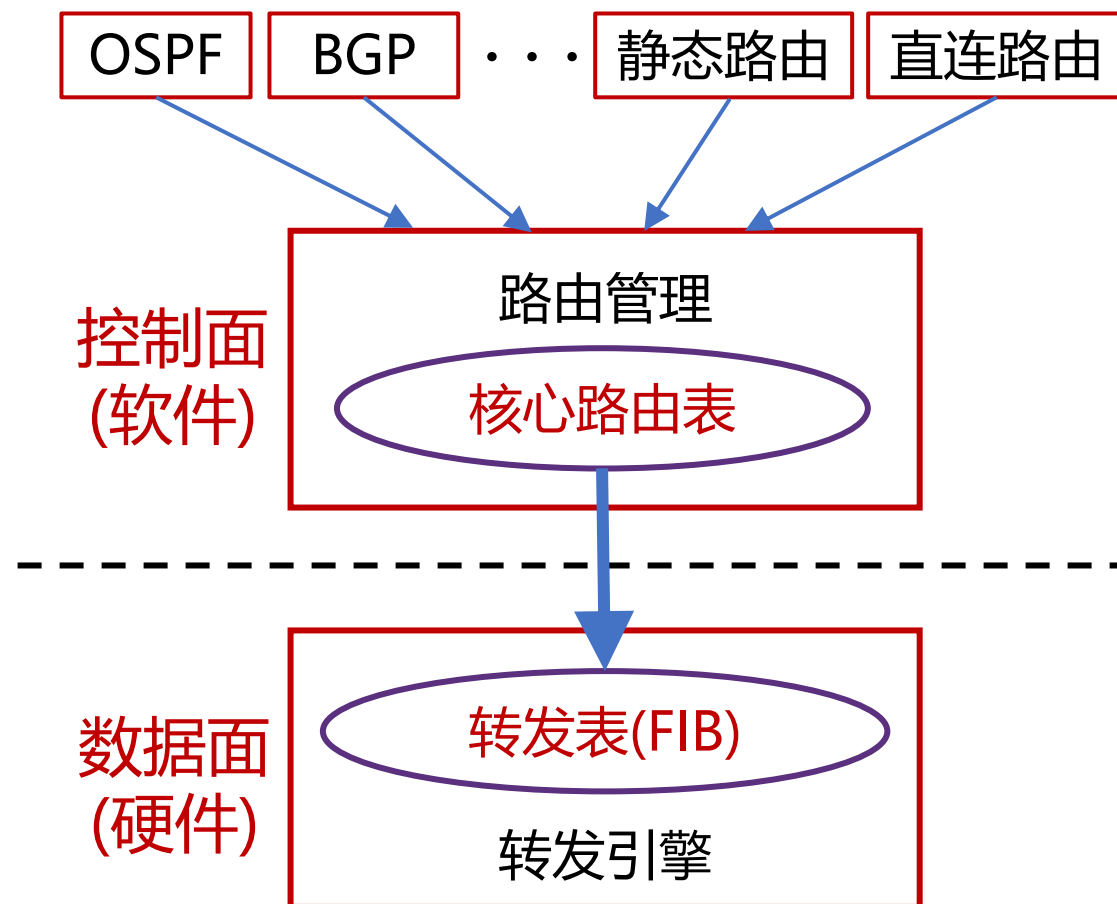 OSPF
BGP
···
静态路由
直连路由
路由管理
控制面
(软件)
核心路由表
数据面
(硬件)
转发表(FIB)
转发引擎